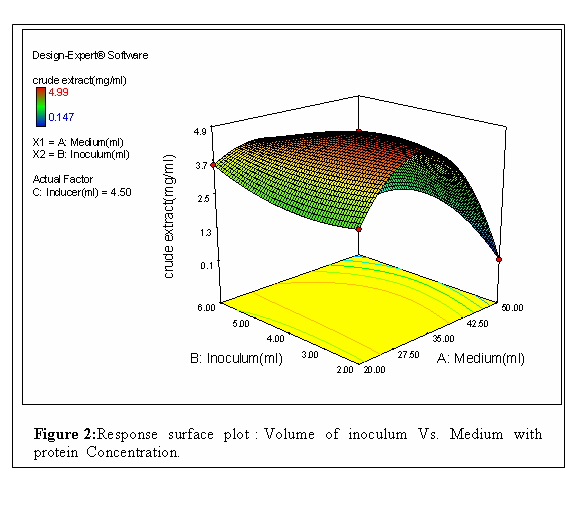 Design-Expert® Software
crude extract(mg/ml)
4.99
0.147
X1 = A: Medium(ml)
X2 = B: Inoculum(ml)
Actual Factor
C: Inducer(ml) = 4.50
4.9
3.7
2.5
1.3
0.1
crude extract(mg/ml)
6.00
5.00
4.00
3.00
2.00
B: Inoculum(ml)
20.00
27.50
35.00
42.50
50.00
A: Medium(ml)
Figure 2:Response surface plot : Volume of inoculum Vs. Medium with
protein Concentration.